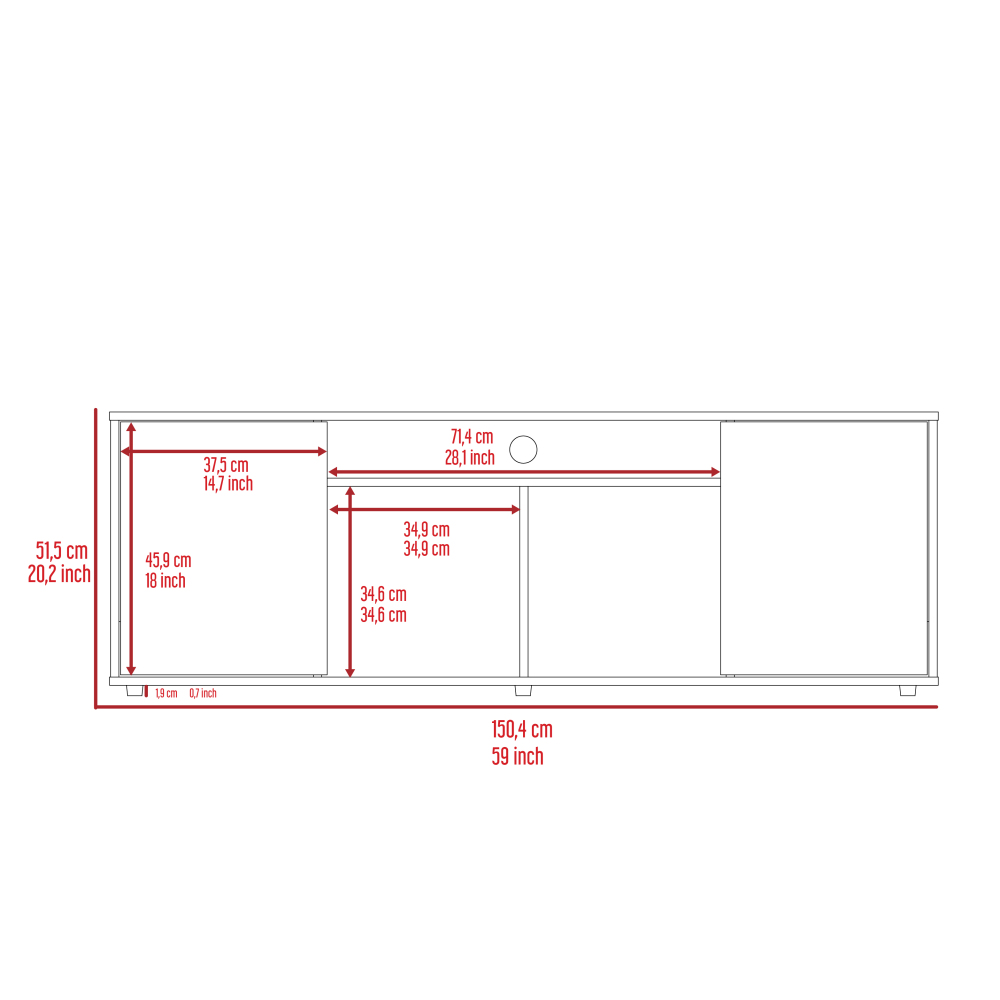 71,4 cm
28,1 inch
37,5 cm
14,7 inch
34,9 cm
34,9 cm
51,5 cm
20,2 inch
45,9 cm
18 inch
34,6 cm
34,6 cm
1,9 cm 0,7 inch
150,4 cm
59 inch